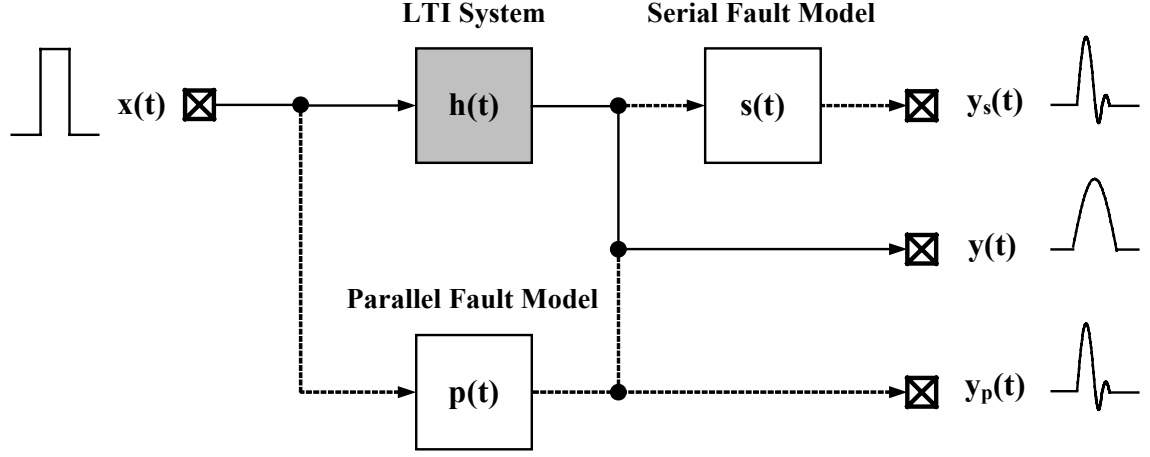 LTI System
Serial Fault Model
x(t)
h(t)
s(t)
yₛ(t)
y(t)
Parallel Fault Model
p(t)
yₚ(t)